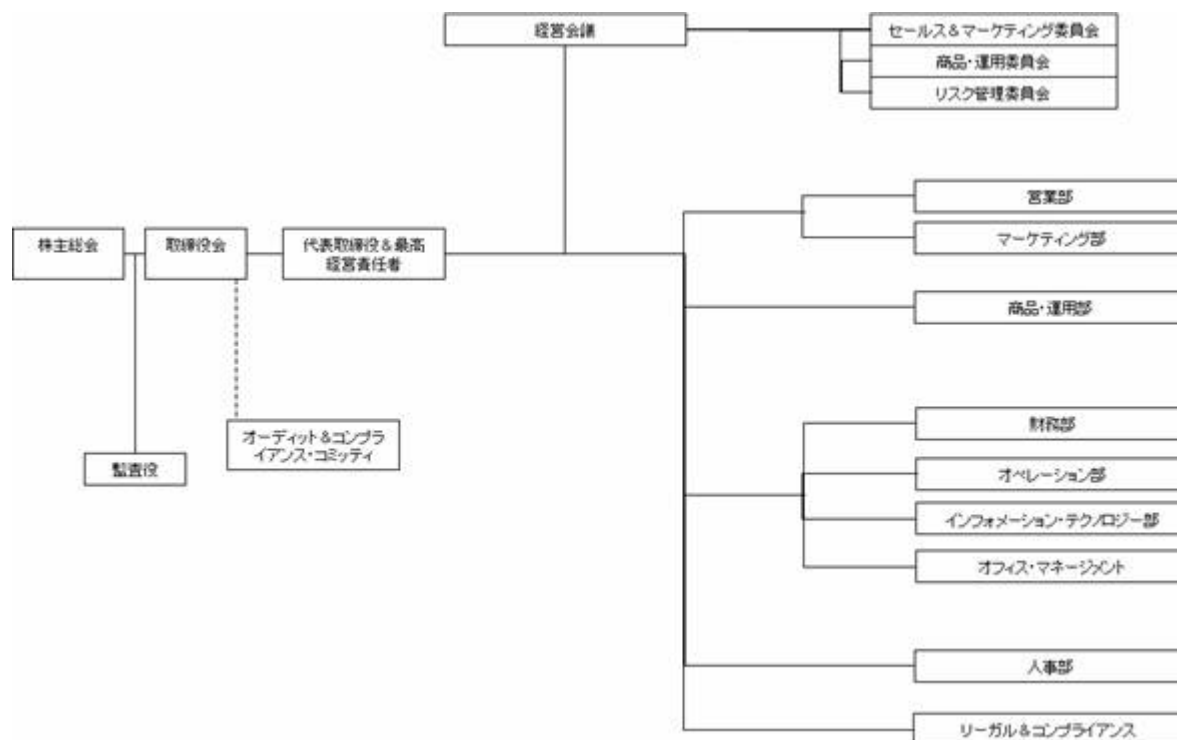 経営会議
セールス&マーケティング委員会
商品・運用委員会
リスク管理委員会
営業部
マーケティング部
株主総会
取締役会
代表取締役&最高
経営責任者
商品・運用部
財務部
オーディット&コンプラ
イアンス・コミッティ
監査役
オペレーション部
インフォメーション・テクノロジー部
オフィス・マネージメント
人事部
リーガル&コンプライアンス